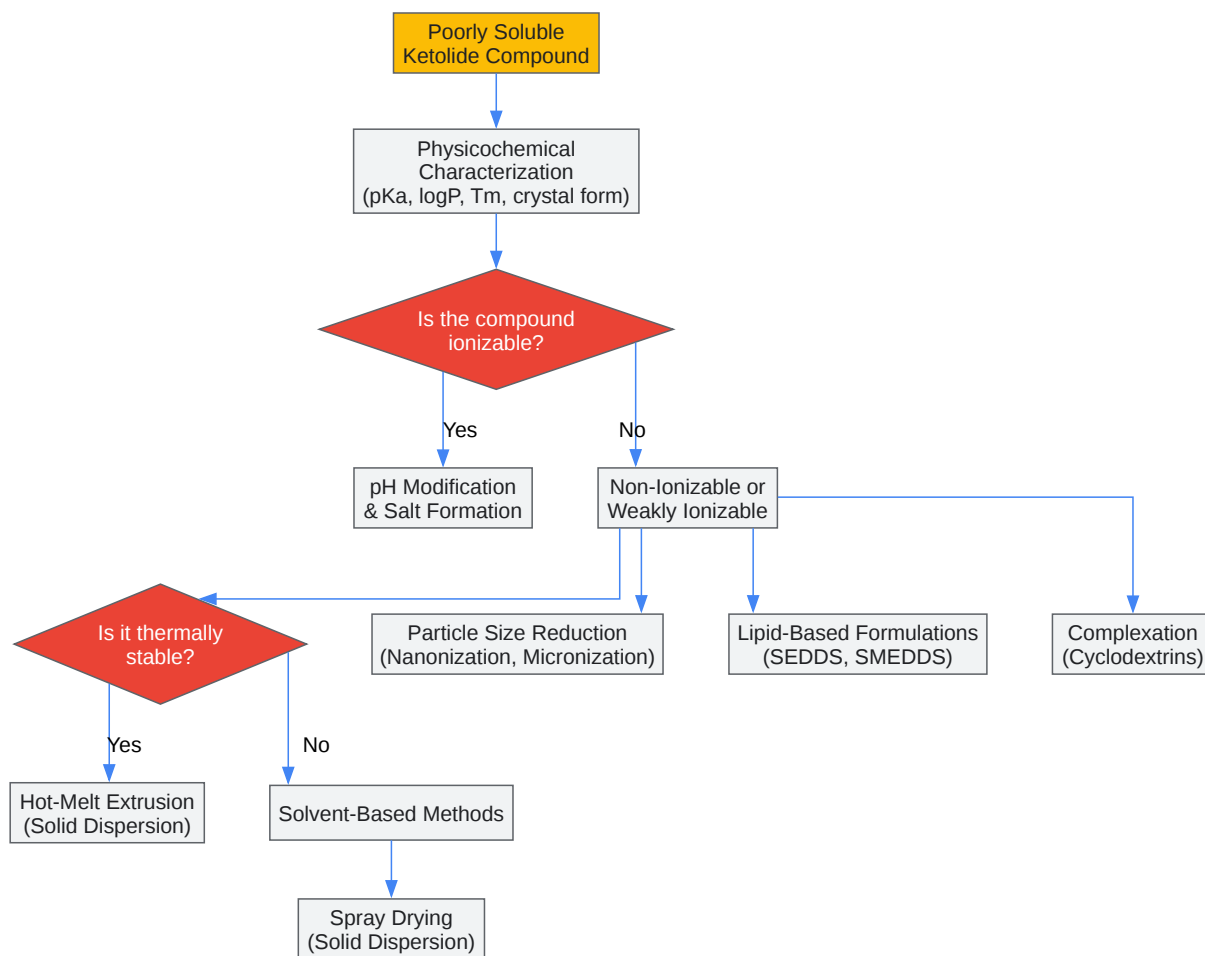 Poorly Soluble
Ketolide Compound
Physicochemical
Characterization
(pKa, logP, Tm, crystal form)
Is the compound
ionizable?
Yes
No
pH Modification
& Salt Formation
Non-Ionizable or
Weakly Ionizable
Is it thermally
stable?
Particle Size Reduction
(Nanonization, Micronization)
Lipid-Based Formulations
(SEDDS, SMEDDS)
Complexation
(Cyclodextrins)
Yes
No
Hot-Melt Extrusion
(Solid Dispersion)
Solvent-Based Methods
Spray Drying
(Solid Dispersion)